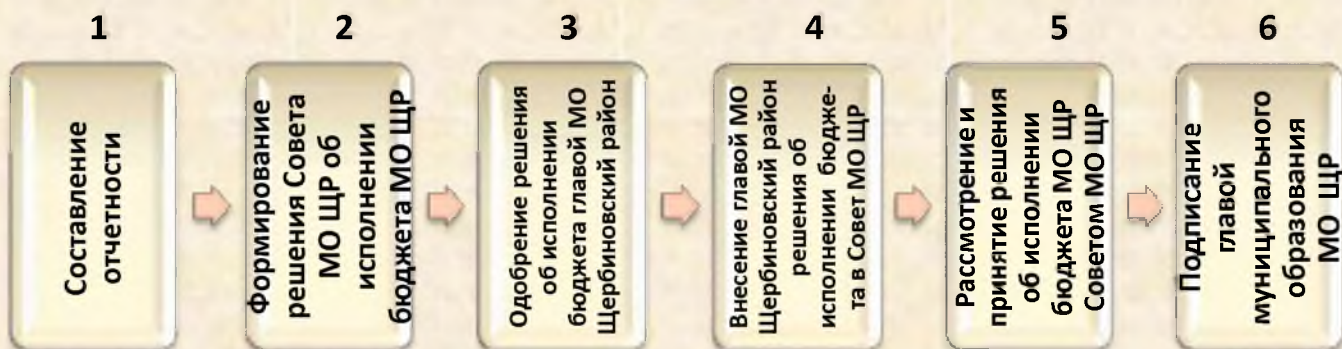 1
Составление
отчетности
2
Формирование
решения Совета
МО ЩР об
исполнении
бюджета МО ЩР
3
Одобрение решения
об исполнении
бюджета главой МО
Щербиновский район
4
Внесение главой МО
Щербиновский район
решения об
исполнении бюдже-
та в Совет МО ЩР
5
Рассмотрение и
принятие решения
об исполнении
бюджета МО ЩР
Советом МО ЩР
6
Подписание
главой
муниципального
образования
МО ЩР